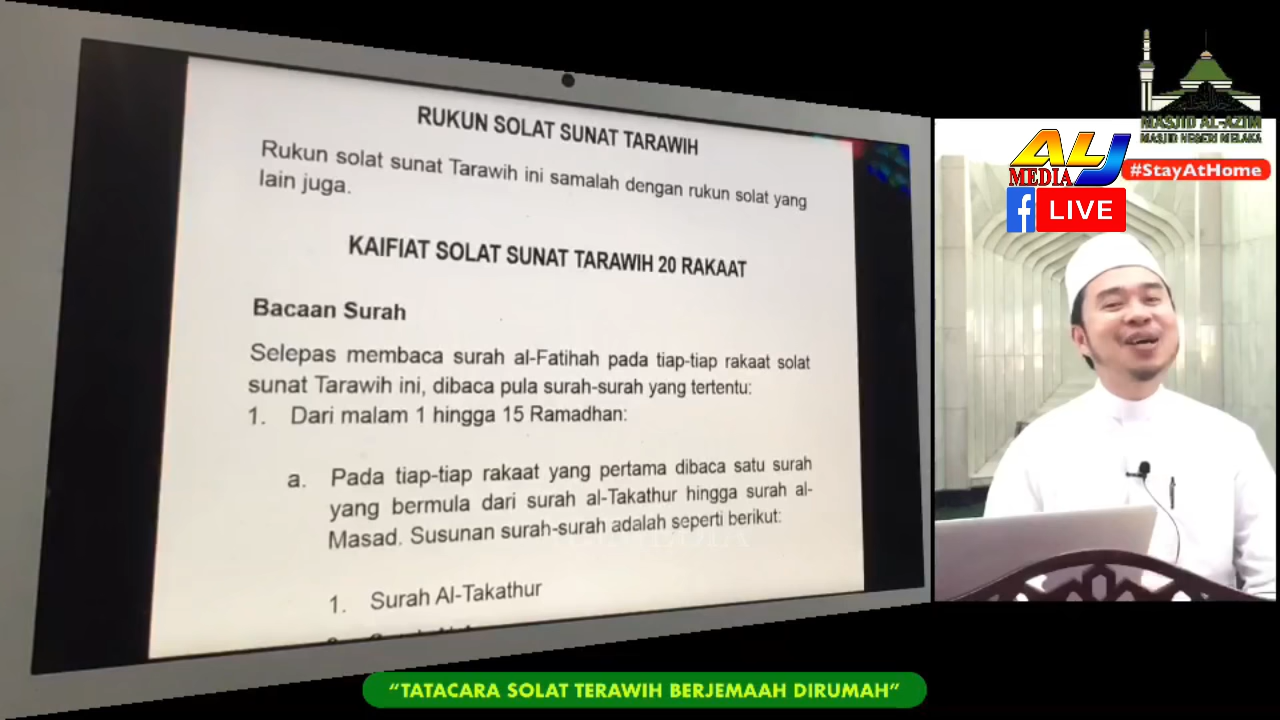 RUKUN SOLAT SUNAT TARAWIH
Rukun solat sunat Tarawih ini samalah dengan rukun solat yang
lain juga.
KAIFIAT SOLAT SUNAT TARAWIH 20 RAKAAT
Bacaan Surah
Selepas membaca surah al-Fatihah pada tiap-tiap rakaat solat
sunat Tarawih ini, dibaca pula surah-surah yang tertentu:
1. Dari malam 1 hingga 15 Ramadhan:
a. Pada tiap-tiap rakaat yang pertama dibaca satu surah
yang bermula dari surah al-Takathur hingga surah al-
Masad. Susunan surah-surah adalah seperti berikut:
1. Surah Al-Takathur
MASJID AL-AZIM
MASJID NEGERI MELAKA
ALJ
MEDIA
#StayAtHome
f LIVE
"TATACARA SOLAT TERAWIH BERJEMAAH DIRUMAH"